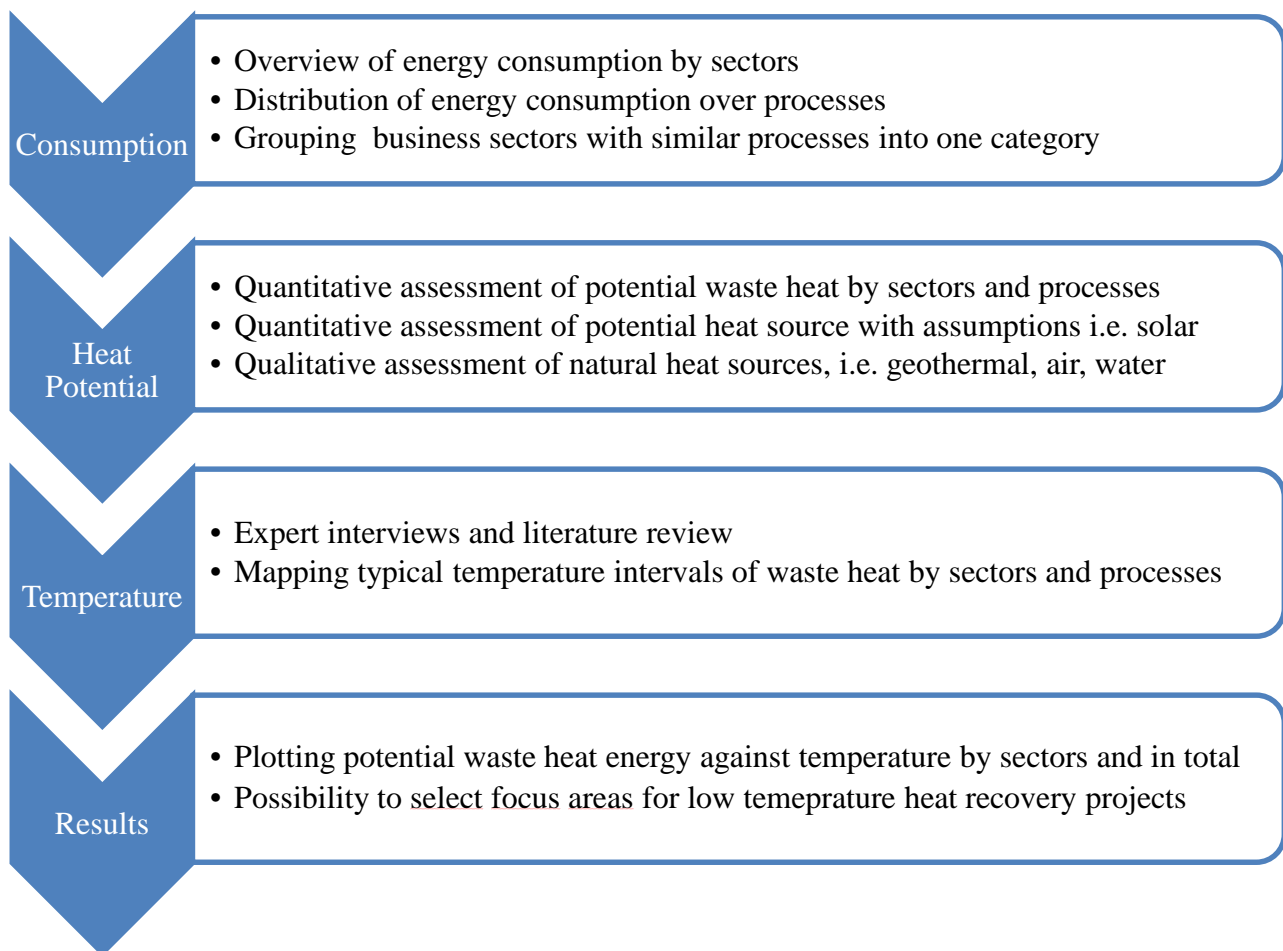 Consumption
• Overview of energy consumption by sectors
• Distribution of energy consumption over processes
• Grouping  business sectors with similar processes into one category
Heat
Potential
• Quantitative assessment of potential waste heat by sectors and processes
• Quantitative assessment of potential heat source with assumptions i.e. solar
• Qualitative assessment of natural heat sources, i.e. geothermal, air, water
Temperature
• Expert interviews and literature review
• Mapping typical temperature intervals of waste heat by sectors and processes
Results
• Plotting potential waste heat energy against temperature by sectors and in total
• Possibility to select focus areas for low temeprature heat recovery projects